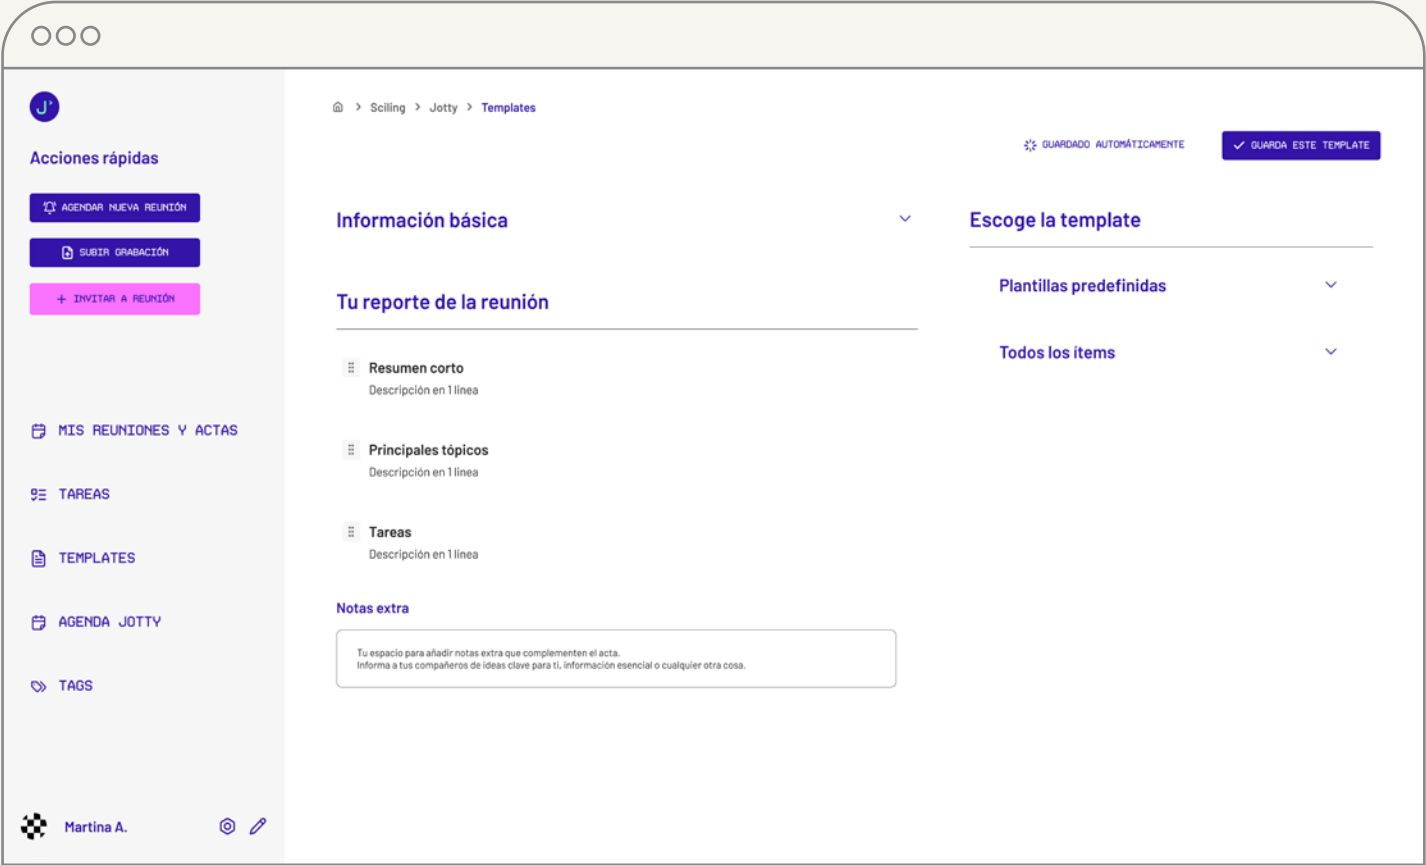 J'
Acciones rápidas
AGENDAR NUEVA REUNIÓN
SUBIR GRABACIÓN
+ INVITAR A REUNIÓN
MIS REUNIONES Y ACTAS
TAREAS
TEMPLATES
AGENDA JOTTY
TAGS
Martina A.
> Sciling > Jotty > Templates
GUARDADO AUTOMÁTICAMENTE
GUARDA ESTE TEMPLATE
Información básica
Tu reporte de la reunión
Resumen corto
Descripción en 1 línea
Principales tópicos
Descripción en 1 línea
Tareas
Descripción en 1 línea
Notas extra
Tu espacio para añadir notas extra que complementen el acta.
Informa a tus compañeros de ideas clave para ti, información esencial o cualquier otra cosa.
Escoge la template
Plantillas predefinidas
Todos los ítems